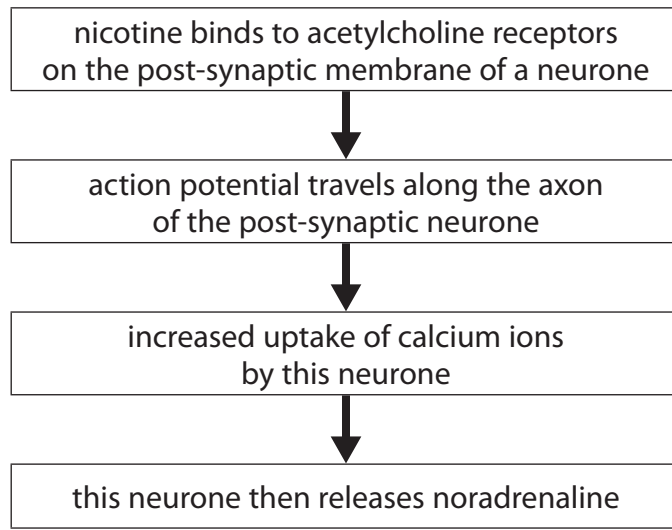 nicotine binds to acetylcholine receptors
on the post-synaptic membrane of a neurone
action potential travels along the axon
of the post-synaptic neurone
increased uptake of calcium ions
by this neurone
this neurone then releases noradrenaline